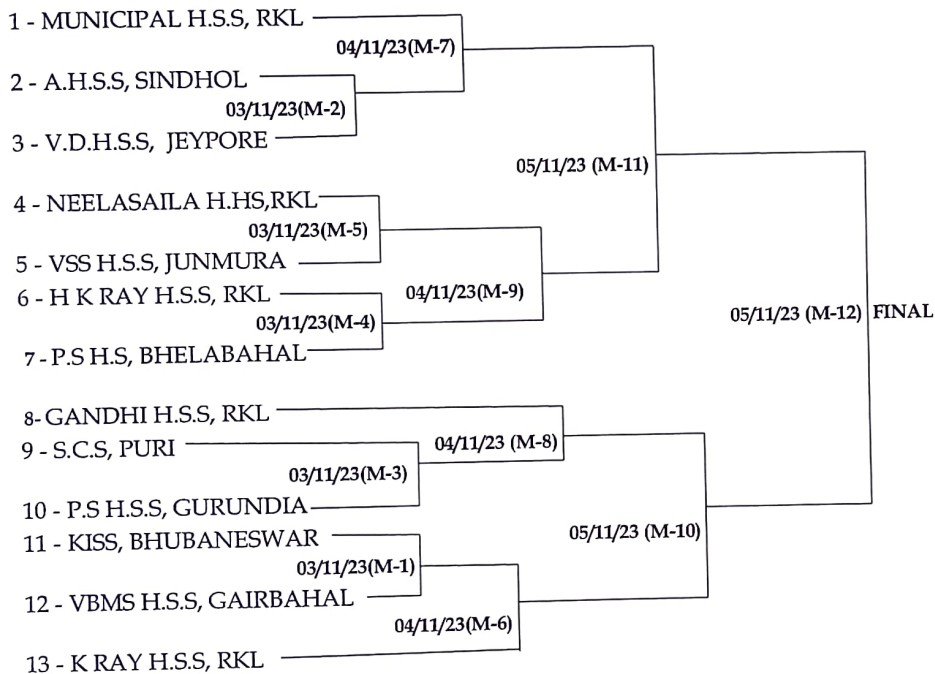 1 - MUNICIPAL H.S.S, RKL
04/11/23(M-7)
2 - A.H.S.S, SINDHOL
03/11/23(M-2)
3 - V.D.H.S.S, JEYPORE
05/11/23 (M-11)
4 - NEELASAILA H.HS,RKL
03/11/23(M-5)
5 - VSS H.S.S, JUNMURA
6 - H K RAY H.S.S, RKL
04/11/23(M-9)
03/11/23(M-4)
05/11/23 (M-12)
FINAL
7 - P.S H.S, BHELABAHAL
8- GANDHI H.S.S, RKL
9 - S.C.S, PURI
04/11/23 (M-8)
03/11/23(M-3)
10 - P.S H.S.S, GURUNDIA
11 - KISS, BHUBANESWAR
05/11/23 (M-10)
03/11/23(M-1)
12 - VBMS H.S.S, GAIRBAHAL
04/11/23(M-6)
13 - K RAY H.S.S, RKL